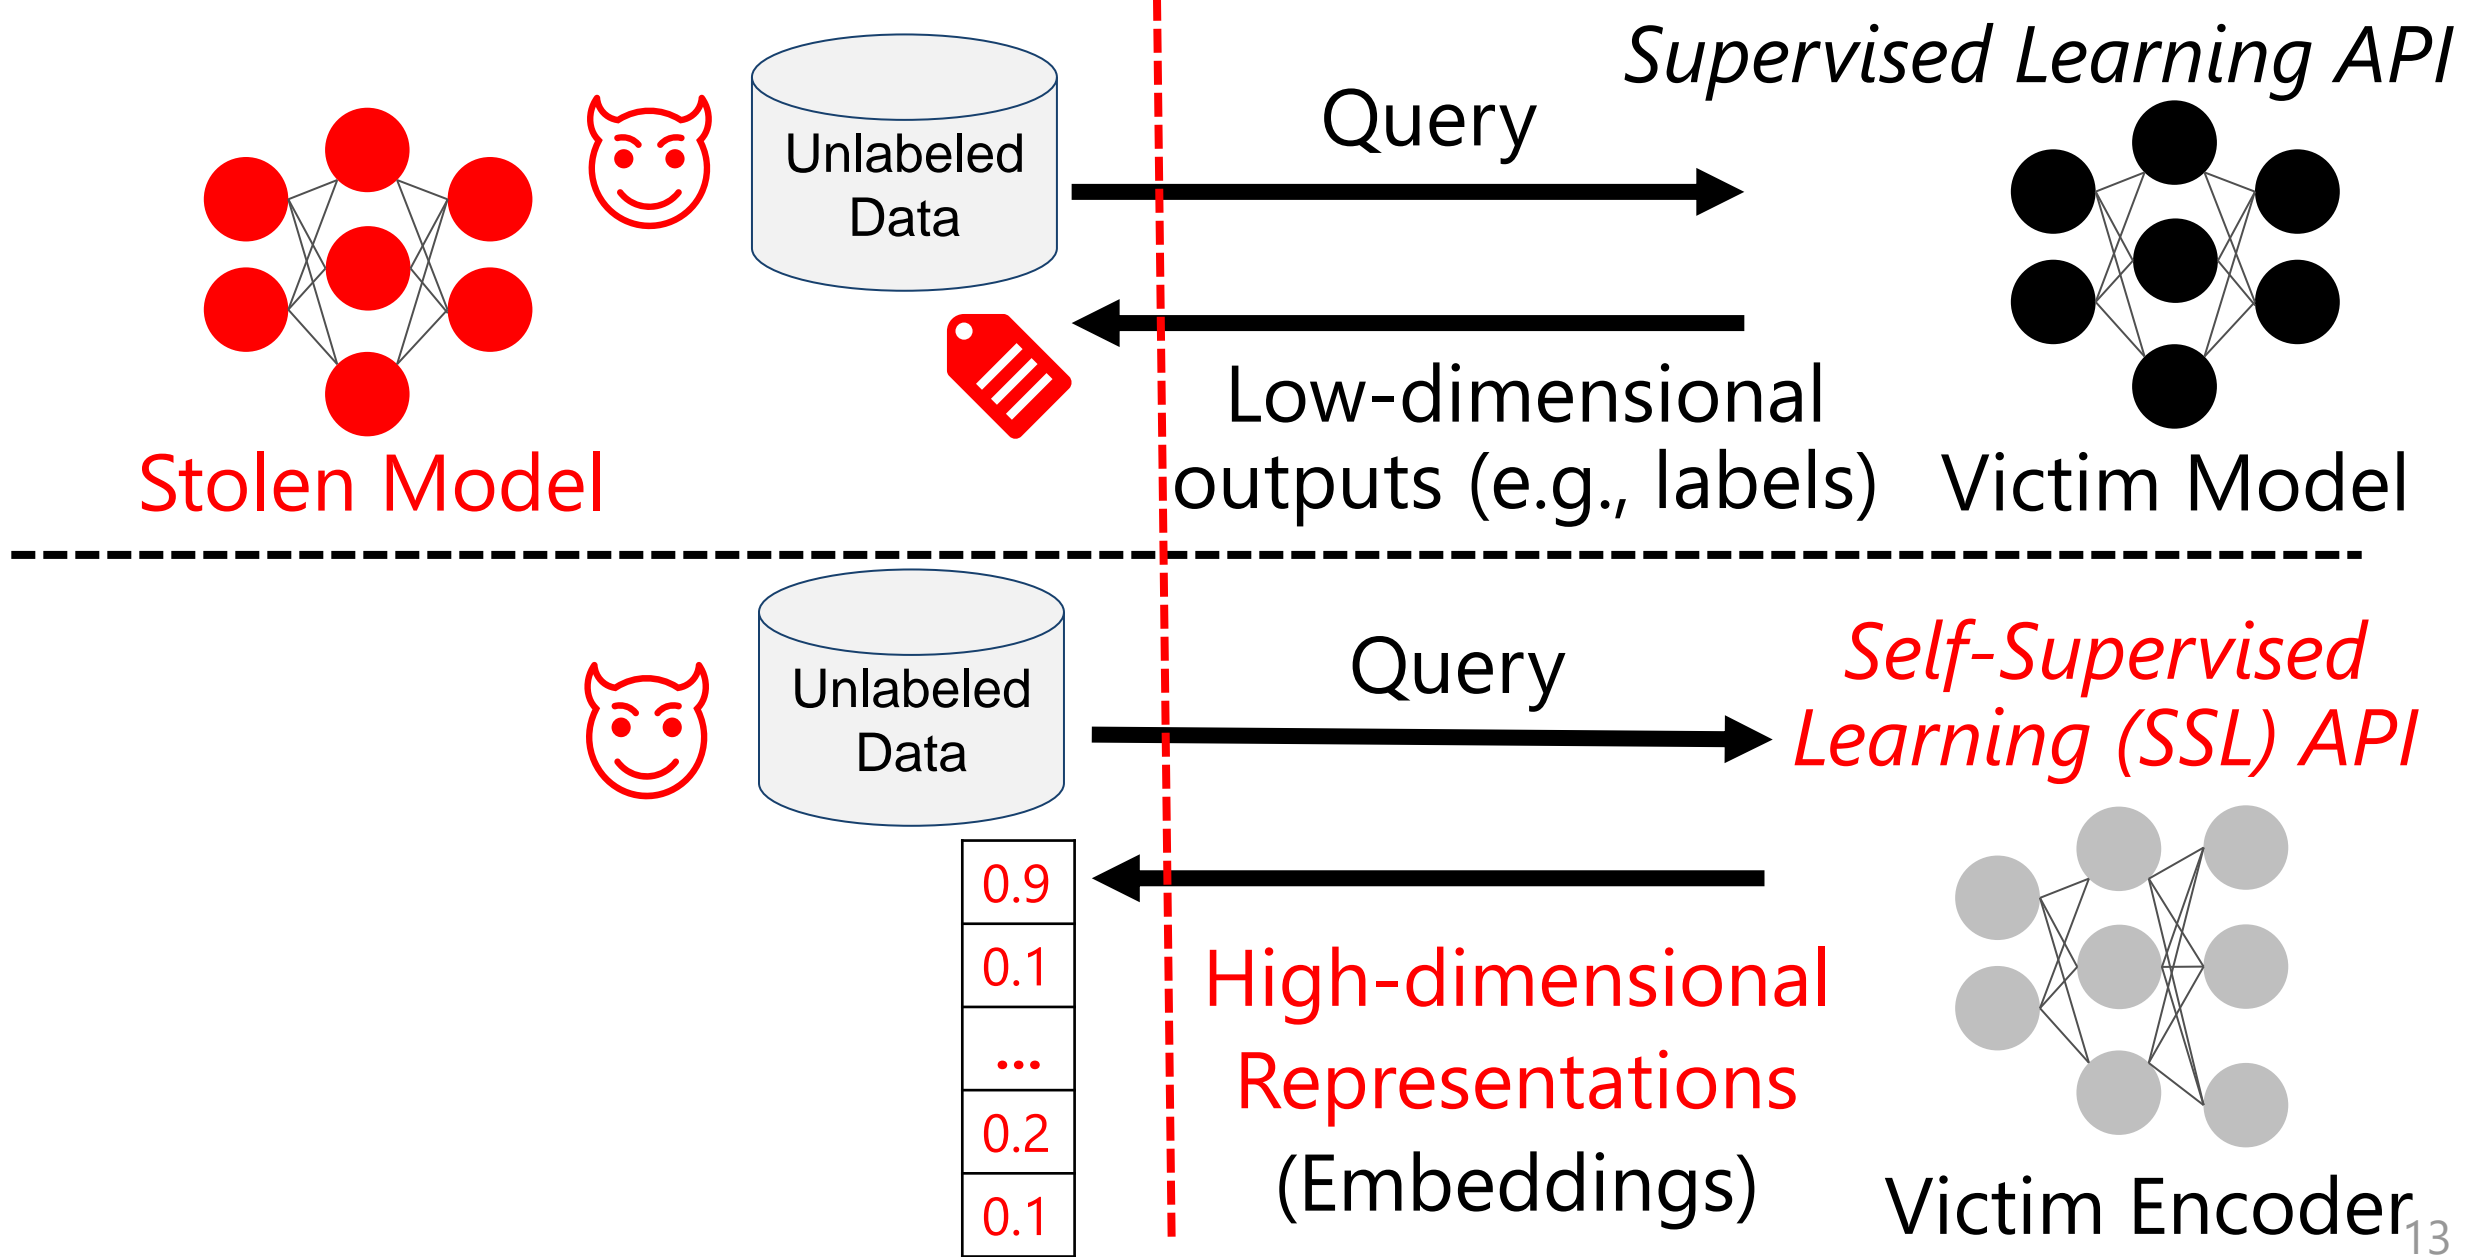 Supervised Learning API
Query
Unlabeled
Data
Low-dimensional
outputs (e.g., labels)
Stolen Model
Victim Model
Unlabeled
Data
Query
Self-Supervised
Learning (SSL) API
0.9
0.1
...
0.2
0.1
High-dimensional
Representations
(Embeddings)
Victim Encoder
13